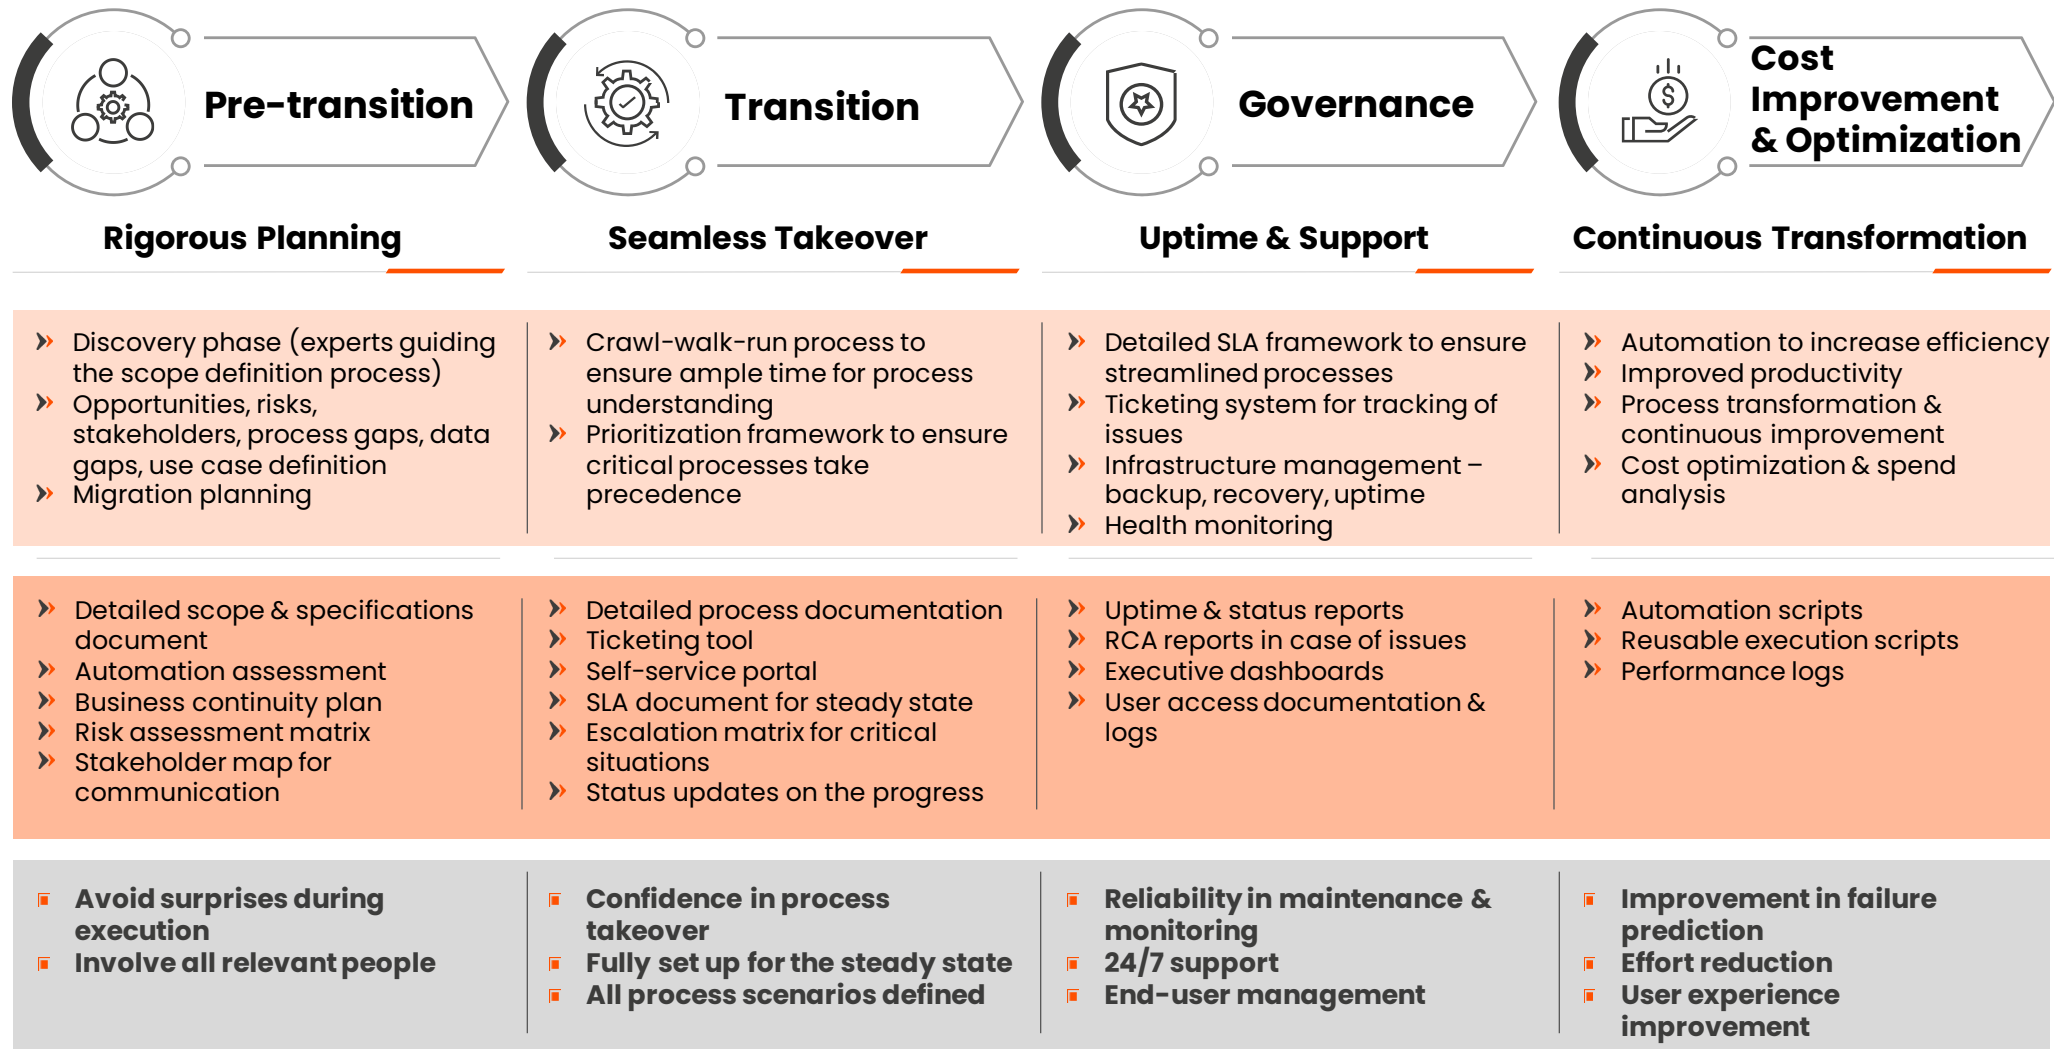 Pre-transition
Transition
Governance
Cost
Improvement
& Optimization
Rigorous Planning
Seamless Takeover
Uptime & Support
Continuous Transformation
Discovery phase (experts guiding
the scope definition process)
Opportunities, risks,
stakeholders, process gaps, data
gaps, use case definition
Migration planning
Crawl-walk-run process to
ensure ample time for process
understanding
Prioritization framework to ensure
critical processes take
precedence
Detailed SLA framework to ensure
streamlined processes
Ticketing system for tracking of
issues
Infrastructure management –
backup, recovery, uptime
Health monitoring
Automation to increase efficiency
Improved productivity
Process transformation &
continuous improvement
Cost optimization & spend
analysis
Detailed scope & specifications
document
Automation assessment
Business continuity plan
Risk assessment matrix
Stakeholder map for
communication
Detailed process documentation
Ticketing tool
Self-service portal
SLA document for steady state
Escalation matrix for critical
situations
Status updates on the progress
Uptime & status reports
RCA reports in case of issues
Executive dashboards
User access documentation &
logs
Automation scripts
Reusable execution scripts
Performance logs
Avoid surprises during
execution
Involve all relevant people
Confidence in process
takeover
Fully set up for the steady state
All process scenarios defined
Reliability in maintenance &
monitoring
24/7 support
End-user management
Improvement in failure
prediction
Effort reduction
User experience
improvement